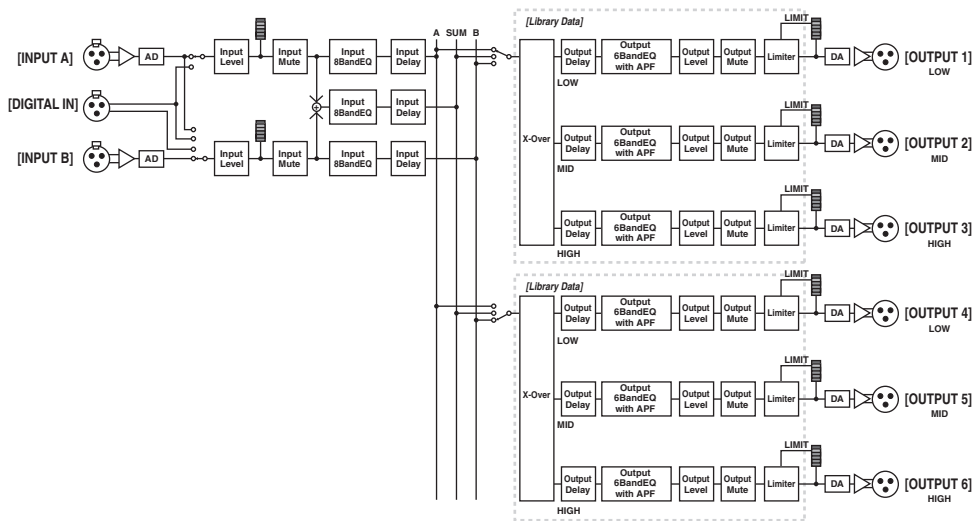 [Library Data]
LIMIT
A SUM B
[INPUT A]
AD
Input
Level
Input
Mute
Input
8BandEQ
Input
Delay
Output
Delay
Output
6BandEQ
with APF
Output
Level
Output
Mute
Limiter
DA
[OUTPUT 1]
LOW
LOW
[DIGITAL IN]
Input
8BandEQ
Input
Delay
LIMIT
X-Over
[INPUT B]
AD
Input
Level
Input
Mute
Input
8BandEQ
Input
Delay
Output
Delay
Output
6BandEQ
with APF
Output
Level
Output
Mute
Limiter
DA
[OUTPUT 2]
MID
MID
LIMIT
Output
Delay
Output
6BandEQ
with APF
Output
Level
Output
Mute
Limiter
DA
[OUTPUT 3]
HIGH
HIGH
[Library Data]
LIMIT
Output
Delay
Output
6BandEQ
with APF
Output
Level
Output
Mute
Limiter
DA
[OUTPUT 4]
LOW
LOW
LIMIT
X-Over
Output
Delay
Output
6BandEQ
with APF
Output
Level
Output
Mute
Limiter
DA
[OUTPUT 5]
MID
MID
LIMIT
Output
Delay
Output
6BandEQ
with APF
Output
Level
Output
Mute
Limiter
DA
[OUTPUT 6]
HIGH
HIGH